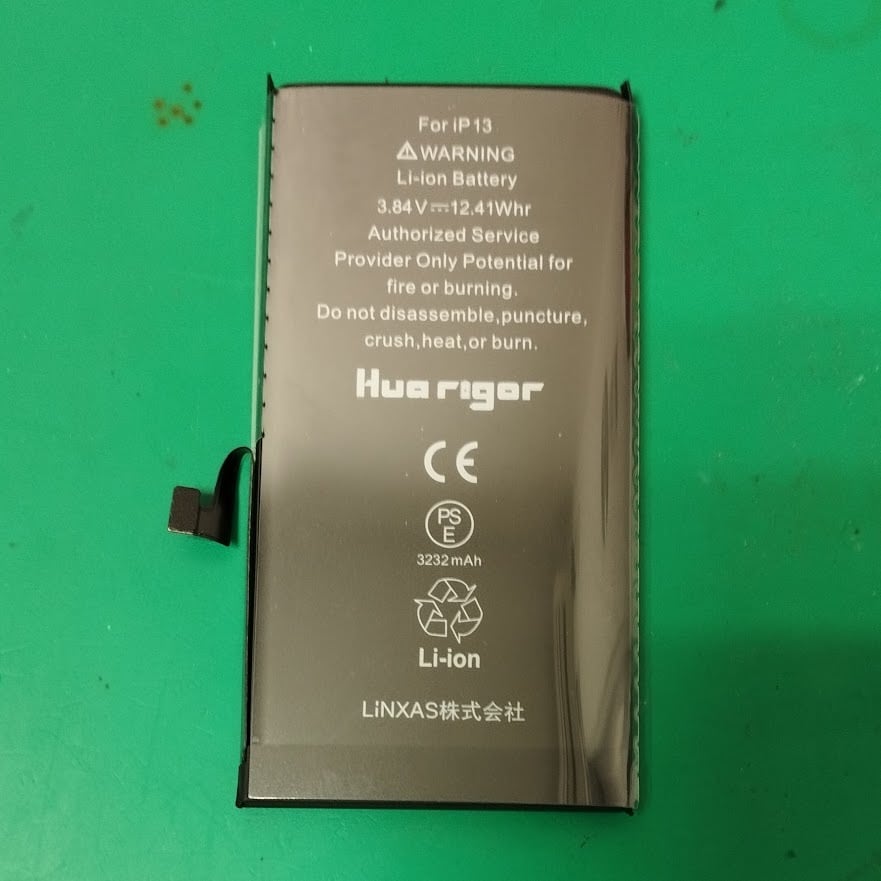 For iP13
⚠WARNING
Li-ion Battery
3.84V⎓12.41Whr
Authorized Service
Provider Only Potential for
fire or burning.
Do not disassemble,puncture,
crush,heat,or burn.
Huarigor
CE
PS
E
3232mAh
Li-ion
LiNXAS株式会社